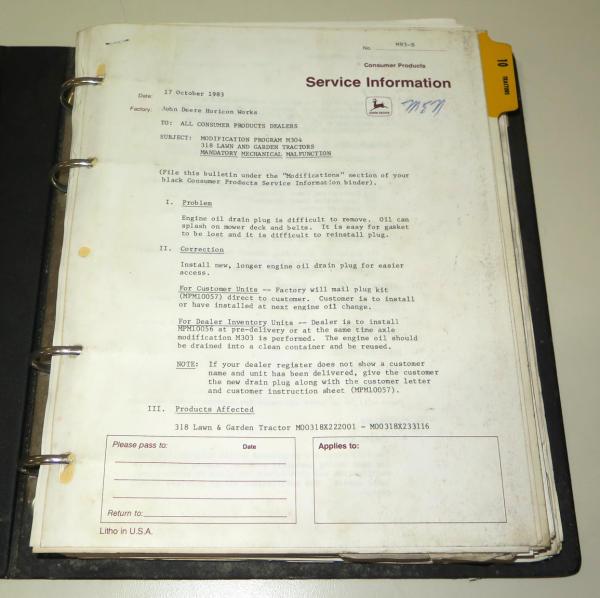 No. M83-8
10 TRACTORS
Consumer Products
Service Information
JOHN DEERE
Date: 17 October 1983
Factory: John Deere Horicon Works
TO: ALL CONSUMER PRODUCTS DEALERS
SUBJECT: MODIFICATION PROGRAM M304
318 LAWN AND GARDEN TRACTORS
MANDATORY MECHANICAL MALFUNCTION
(File this bulletin under the "Modifications" section of your
black Consumer Products Service Information binder).
I. Problem
Engine oil drain plug is difficult to remove. Oil can
splash on mower deck and belts. It is easy for gasket
to be lost and it is difficult to reinstall plug.
II. Correction
Install new, longer engine oil drain plug for easier
access.
For Customer Units -- Factory will mail plug kit
(MPM10057) direct to customer. Customer is to install
or have installed at next engine oil change.
For Dealer Inventory Units -- Dealer is to install
MPM10056 at pre-delivery or at the same time axle
modification M303 is performed. The engine oil should
be drained into a clean container and be reused.
NOTE: If your dealer register does not show a customer
name and unit has been delivered, give the customer
the new drain plug along with the customer letter
and customer instruction sheet (MPM10057).
III. Products Affected
318 Lawn & Garden Tractor M00318X222001 - M00318X233116
Please pass to: Date
Return to:
Applies to:
Litho in U.S.A.